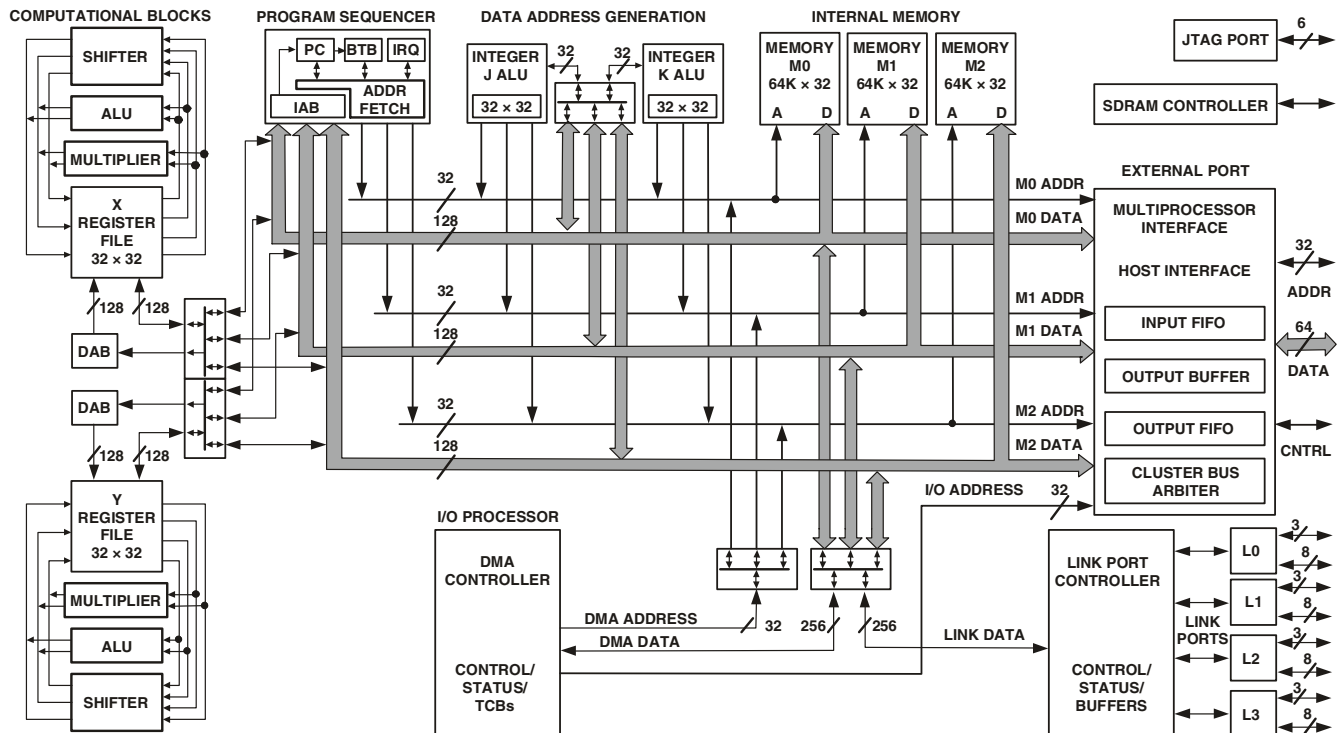 COMPUTATIONAL BLOCKS
PROGRAM SEQUENCER
DATA ADDRESS GENERATION
INTERNAL MEMORY
SHIFTER
ALU
MULTIPLIER
X
REGISTER
FILE
32 × 32
128
128
DAB
DAB
128
128
Y
REGISTER
FILE
32 × 32
MULTIPLIER
ALU
SHIFTER
PC
BTB
IRQ
ADDR
FETCH
IAB
INTEGER
J ALU
32 × 32
32
32
INTEGER
K ALU
32 × 32
MEMORY
M0
64K × 32
A
D
MEMORY
M1
64K × 32
A
D
MEMORY
M2
64K × 32
A
D
JTAG PORT
6
SDRAM CONTROLLER
32
128
32
128
32
128
M0 ADDR
M0 DATA
M1 ADDR
M1 DATA
M2 ADDR
M2 DATA
I/O ADDRESS
32
EXTERNAL PORT
MULTIPROCESSOR
INTERFACE
HOST INTERFACE
INPUT FIFO
OUTPUT BUFFER
OUTPUT FIFO
CLUSTER BUS
ARBITER
32
ADDR
64
DATA
CNTRL
I/O PROCESSOR
DMA
CONTROLLER
CONTROL/
STATUS/
TCBs
DMA ADDRESS
32
DMA DATA
256
256
LINK DATA
LINK PORT
CONTROLLER
CONTROL/
STATUS/
BUFFERS
LINK
PORTS
L0
3
8
L1
3
8
L2
3
8
L3
3
8